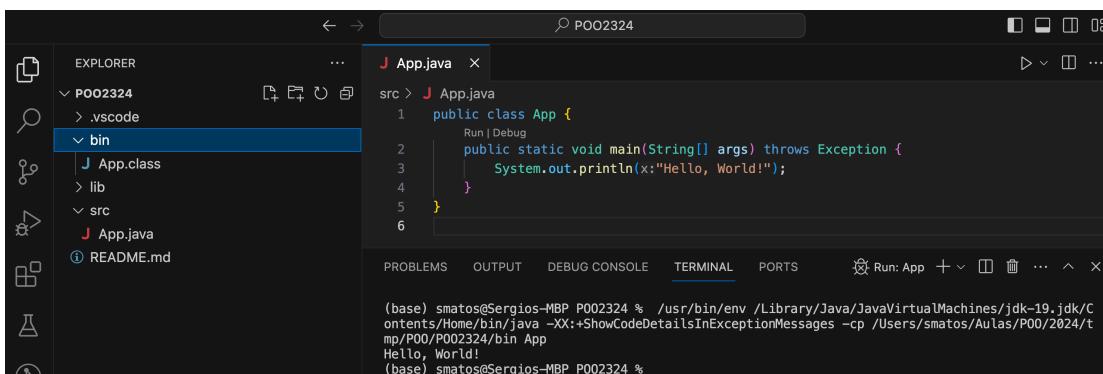 POO2324
EXPLORER
App.java
POO2324
.vscode
bin
App.class
lib
src
App.java
README.md
src > App.java
1 public class App {
Run | Debug
2 public static void main(String[] args) throws Exception {
3 System.out.println(x:"Hello, World!");
4 }
5 }
6
PROBLEMS OUTPUT DEBUG CONSOLE TERMINAL PORTS Run: App
(base) smatos@Sergios-MBP POO2324 % /usr/bin/env /Library/Java/JavaVirtualMachines/jdk-19.jdk/C
ontents/Home/bin/java -XX:+ShowCodeDetailsInExceptionMessages -cp /Users/smatos/Aulas/POO/2024/t
mp/POO/POO2324/bin App
Hello, World!
(base) smatos@Sergios-MBP POO2324 %